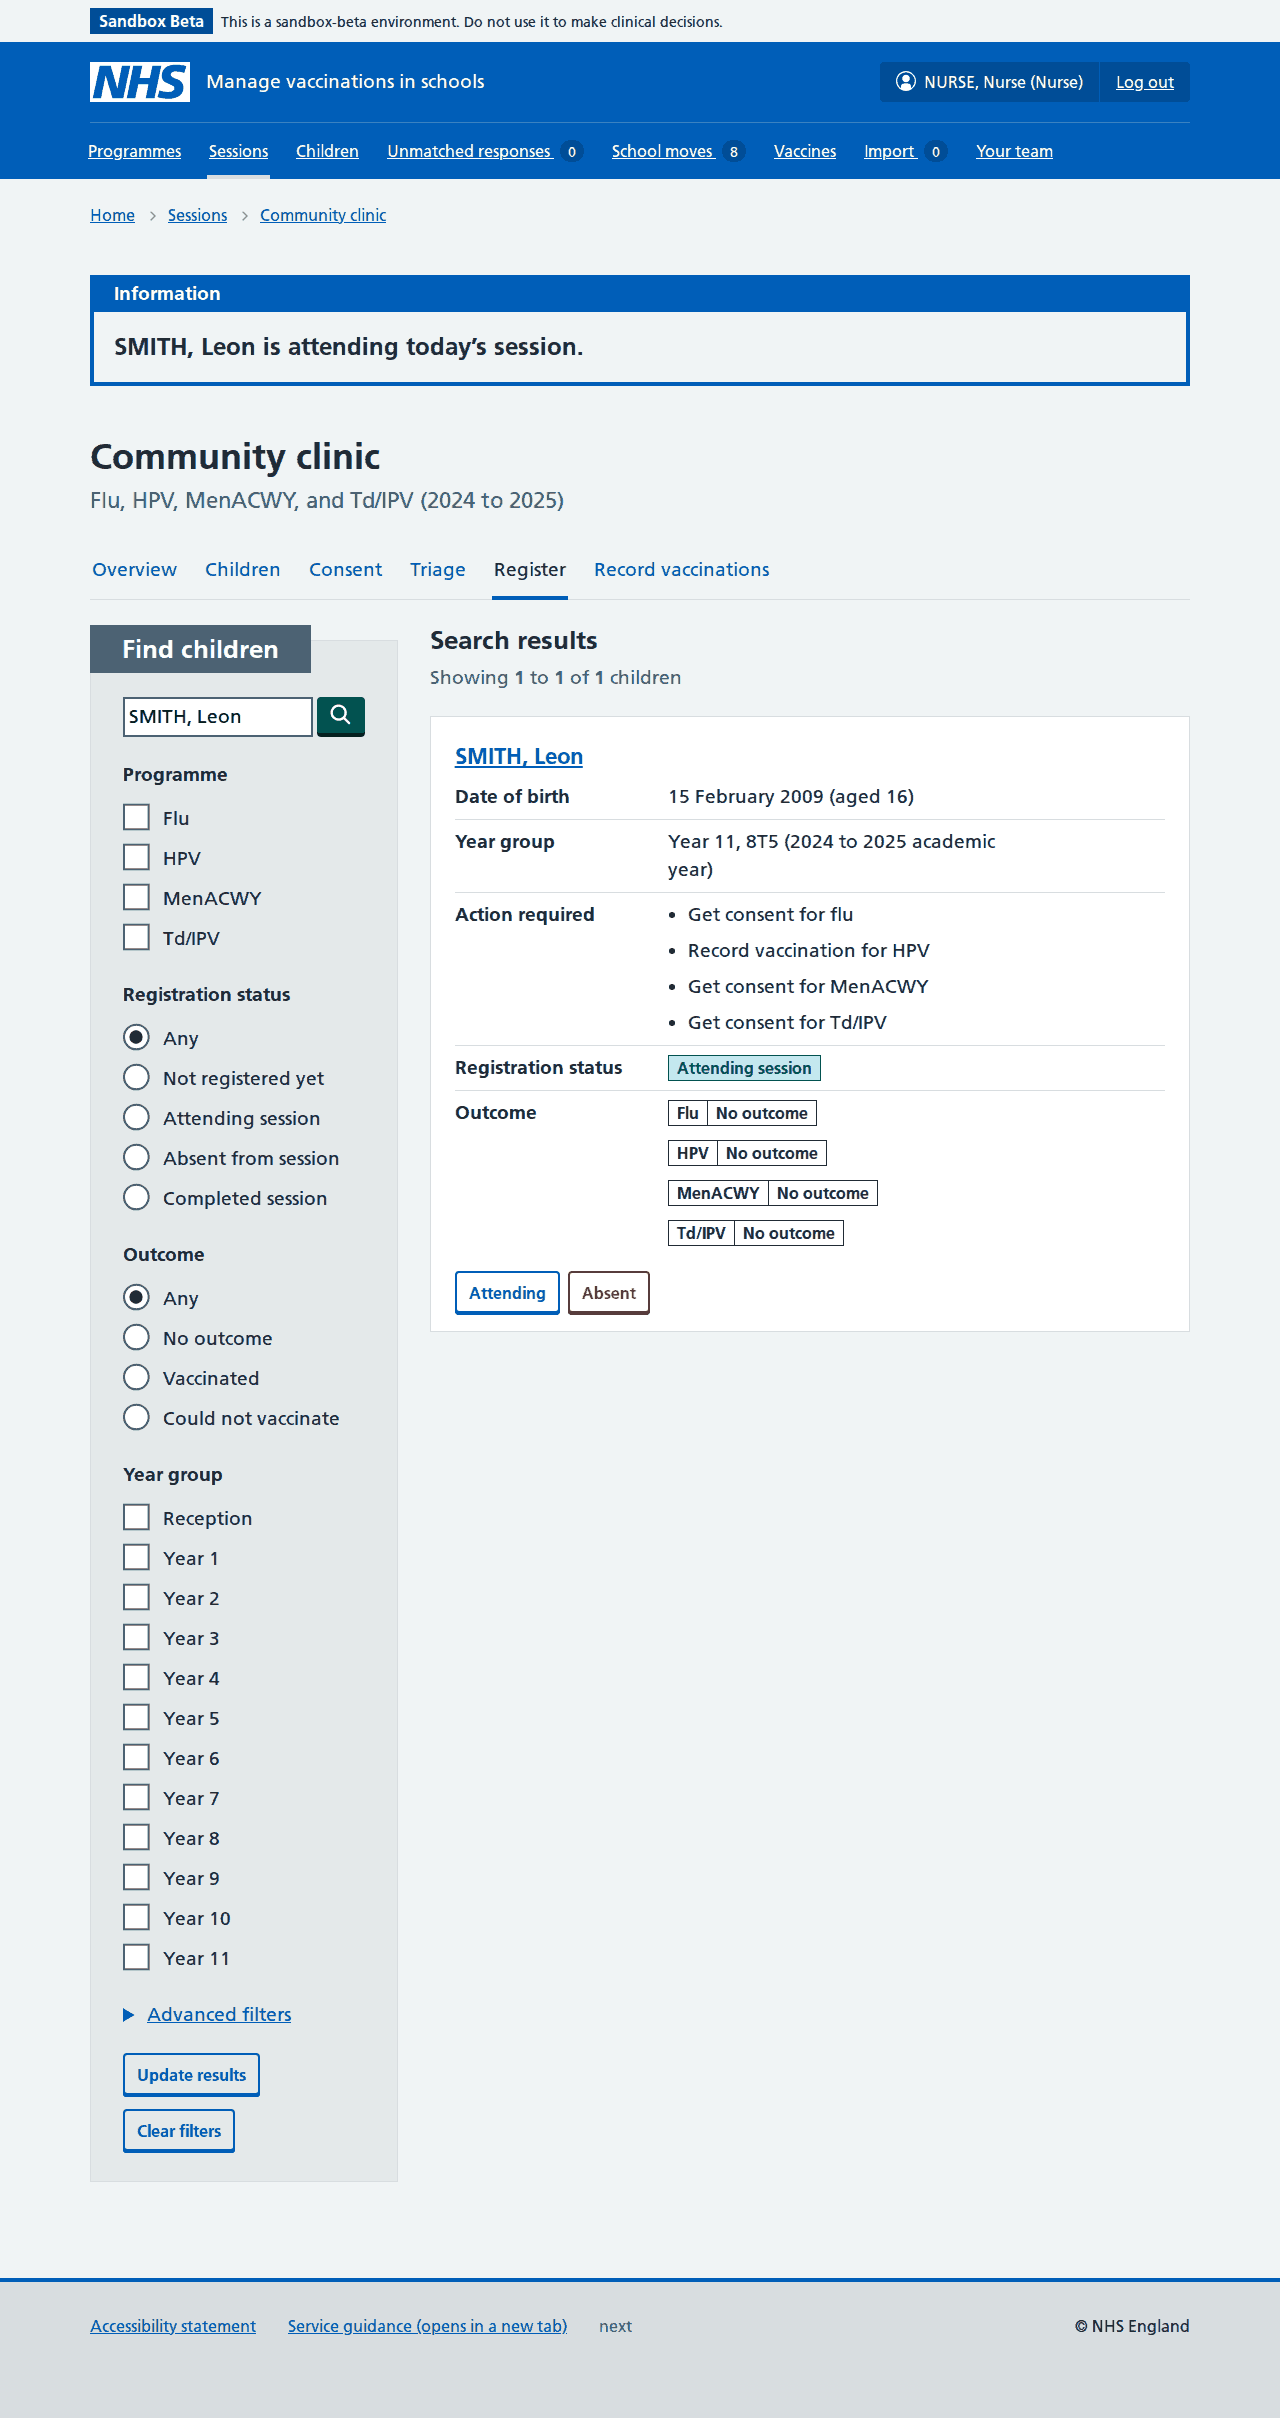 Sandbox Beta This is a sandbox-beta environment. Do not use it to make clinical decisions.
NHS Manage vaccinations in schools NURSE, Nurse (Nurse) Log out
Programmes Sessions Children Unmatched responses 0 School moves 8 Vaccines Import 0 Your team
Home Sessions Community clinic
Information
SMITH, Leon is attending today’s session.
Community clinic
Flu, HPV, MenACWY, and Td/IPV (2024 to 2025)
Overview Children Consent Triage Register Record vaccinations
Find children
SMITH, Leon
Programme
Flu
HPV
MenACWY
Td/IPV
Registration status
Any
Not registered yet
Attending session
Absent from session
Completed session
Outcome
Any
No outcome
Vaccinated
Could not vaccinate
Year group
Reception
Year 1
Year 2
Year 3
Year 4
Year 5
Year 6
Year 7
Year 8
Year 9
Year 10
Year 11
Advanced filters
Update results
Clear filters
Search results
Showing 1 to 1 of 1 children
SMITH, Leon
Date of birth 15 February 2009 (aged 16)
Year group Year 11, 8T5 (2024 to 2025 academic
year)
Action required • Get consent for flu
• Record vaccination for HPV
• Get consent for MenACWY
• Get consent for Td/IPV
Registration status Attending session
Outcome Flu No outcome
HPV No outcome
MenACWY No outcome
Td/IPV No outcome
Attending Absent
Accessibility statement Service guidance (opens in a new tab) next © NHS England